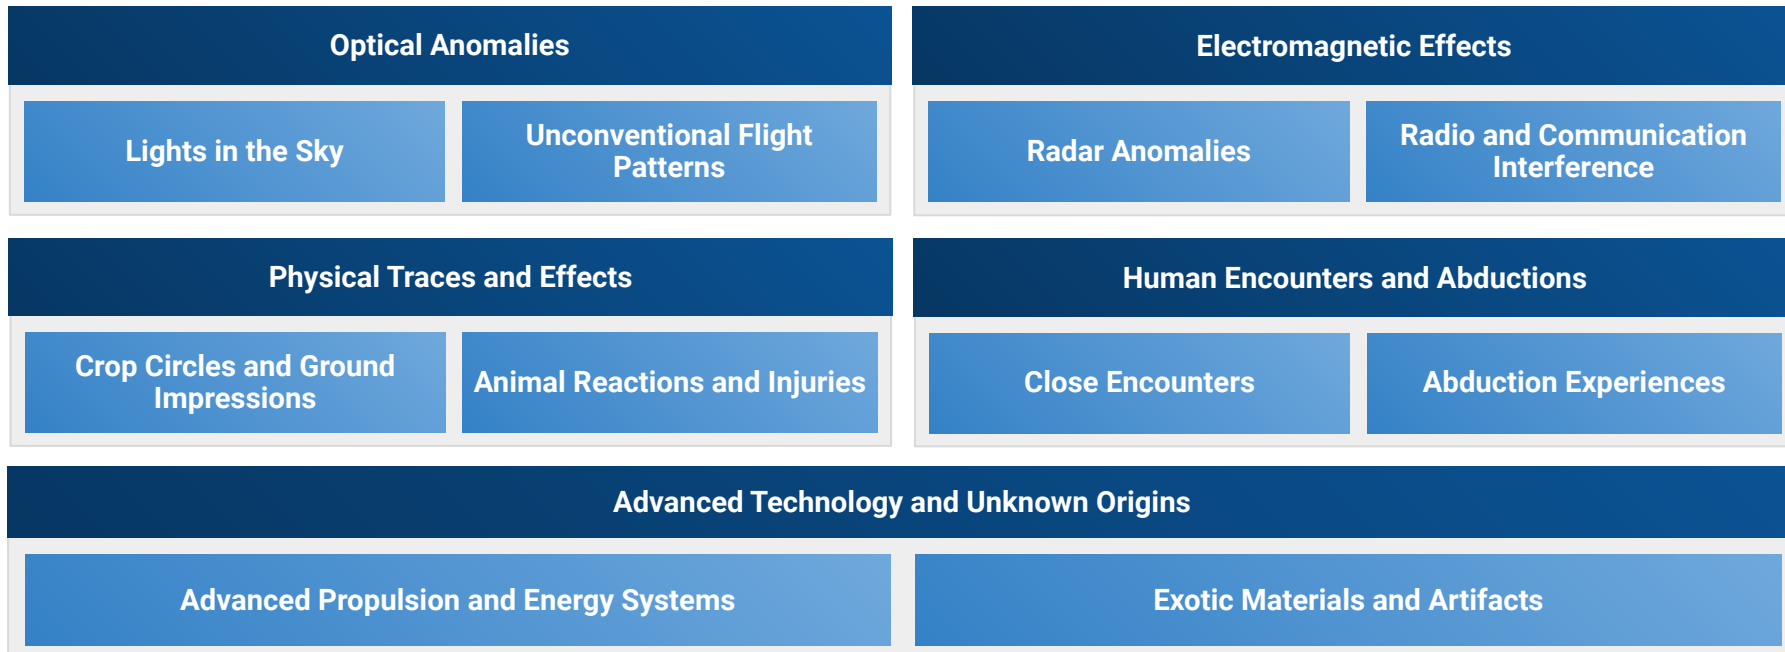 Optical Anomalies
Lights in the Sky
Unconventional Flight
Patterns
Electromagnetic Effects
Radar Anomalies
Radio and Communication
Interference
Physical Traces and Effects
Crop Circles and Ground
Impressions
Animal Reactions and Injuries
Human Encounters and Abductions
Close Encounters
Abduction Experiences
Advanced Technology and Unknown Origins
Advanced Propulsion and Energy Systems
Exotic Materials and Artifacts